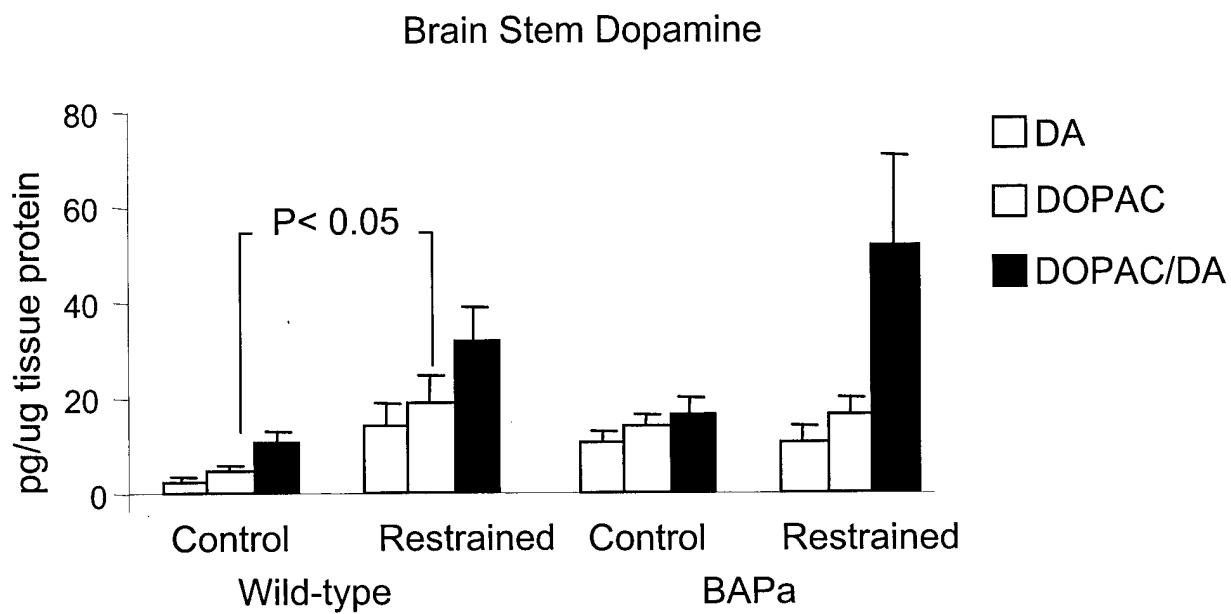 Brain Stem Dopamine
pg/ug tissue protein
80
60
40
20
0
P< 0.05
DA
DOPAC
DOPAC/DA
Control Restrained Control Restrained
Wild-type BAPa